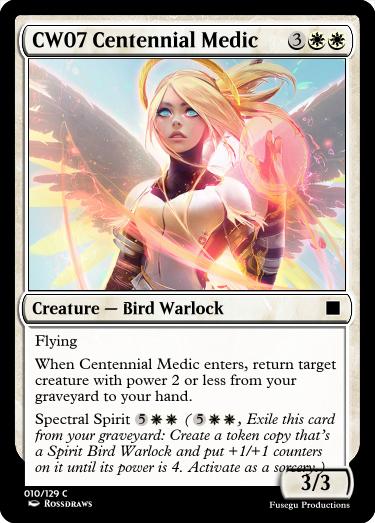 CW07 Centennial Medic 3
Creature — Bird Warlock
Flying
When Centennial Medic enters, return target
creature with power 2 or less from your
graveyard to your hand.
Spectral Spirit 5 ( 5 , Exile this card
from your graveyard: Create a token copy that's
a Spirit Bird Warlock and put +1/+1 counters
on it until its power is 4. Activate as a sorcery.)
3/3
010/129 C
Rossdraws
Fusegu Productions